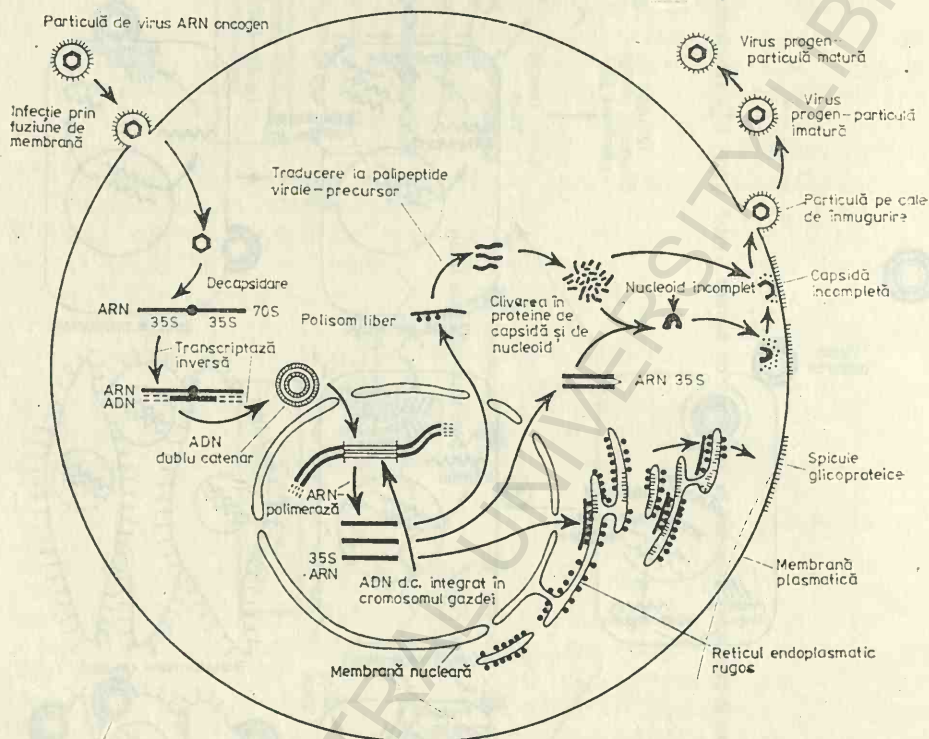 Particulă de virus ARN oncogen
Infecție prin
fuziune de
membrană
Virus progen-
particulă matură
Virus
progen-particulă
imatură
Traducere la polipeptide
virale-precursor
Particulă pe cale
de înmugurire
Decapsidare
ARN
35S
35S
70S
Polisom liber
Clivarea în
proteine de
capsidă și de
nucleoid
Nucleoid incomplet
Capsidă
incompletă
Transcriptază
inversă
ARN
ADN
ARN 35S
ADN
dublu catenar
ARN-
polimerază
Spicule
glicoproteice
35S
ARN
ADN d.c. integrat în
cromosomul gazdei
Membrană
plasmatică
Membrană nucleară
Reticul endoplasmatic
rugos
RAL UNIVERSITY LIB